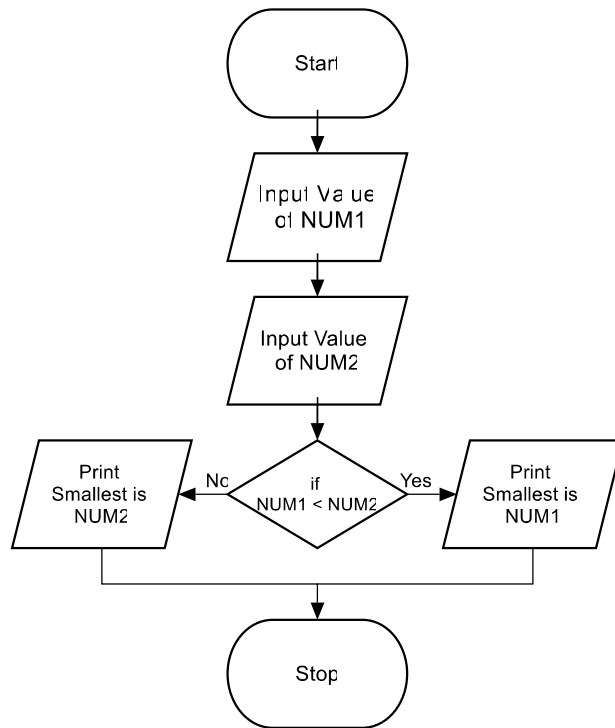 Start
Input Value
of NUM1
Input Value
of NUM2
if
NUM1 < NUM2
No
Yes
Print
Smallest is
NUM2
Print
Smallest is
NUM1
Stop